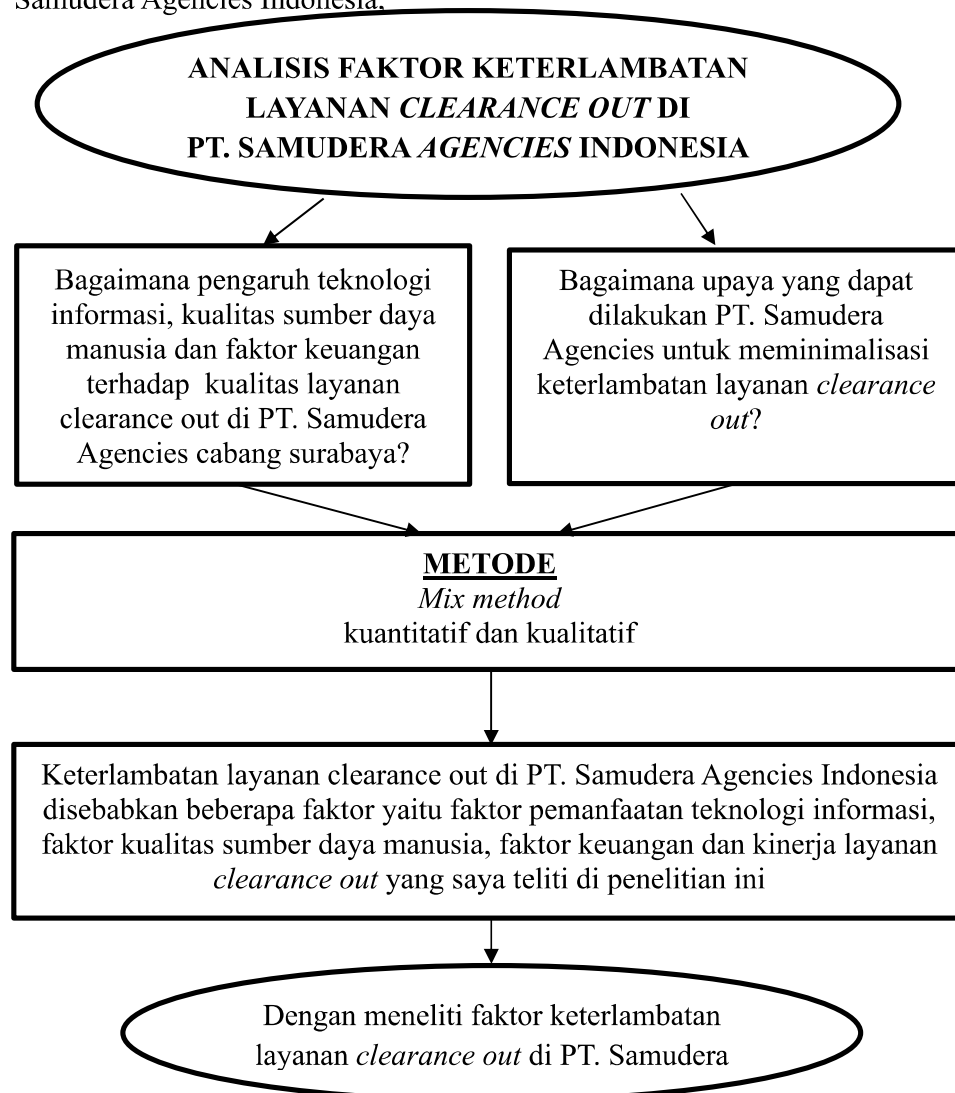 Samudera Agencies Indonesia,
ANALISIS FAKTOR KETERLAMBATAN
LAYANAN CLEARANCE OUT DI
PT. SAMUDERA AGENCIES INDONESIA
Bagaimana pengaruh teknologi
informasi, kualitas sumber daya
manusia dan faktor keuangan
terhadap kualitas layanan
clearance out di PT. Samudera
Agencies cabang surabaya?
Bagaimana upaya yang dapat
dilakukan PT. Samudera
Agencies untuk meminimalisasi
keterlambatan layanan clearance
out?
METODE
Mix method
kuantitatif dan kualitatif
Keterlambatan layanan clearance out di PT. Samudera Agencies Indonesia
disebabkan beberapa faktor yaitu faktor pemanfaatan teknologi informasi,
faktor kualitas sumber daya manusia, faktor keuangan dan kinerja layanan
clearance out yang saya teliti di penelitian ini
Dengan meneliti faktor keterlambatan
layanan clearance out di PT. Samudera